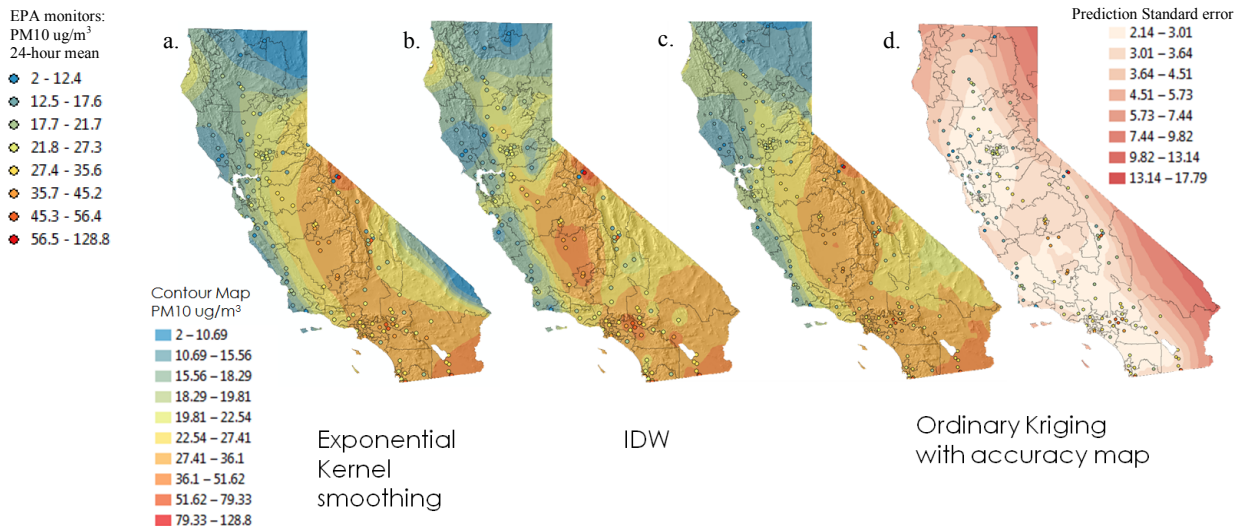 EPA monitors:
PM10 ug/m³
24-hour mean
2 - 12.4
12.5 - 17.6
17.7 - 21.7
21.8 - 27.3
27.4 - 35.6
35.7 - 45.2
45.3 - 56.4
56.5 - 128.8
a.
b.
c.
d.
Prediction Standard error
2.14 – 3.01
3.01 – 3.64
3.64 – 4.51
4.51 – 5.73
5.73 – 7.44
7.44 – 9.82
9.82 – 13.14
13.14 – 17.79
Contour Map
PM10 ug/m³
2 – 10.69
10.69 – 15.56
15.56 – 18.29
18.29 – 19.81
19.81 – 22.54
22.54 – 27.41
27.41 – 36.1
36.1 – 51.62
51.62 – 79.33
79.33 – 128.8
Exponential
Kernel
smoothing
IDW
Ordinary Kriging
with accuracy map